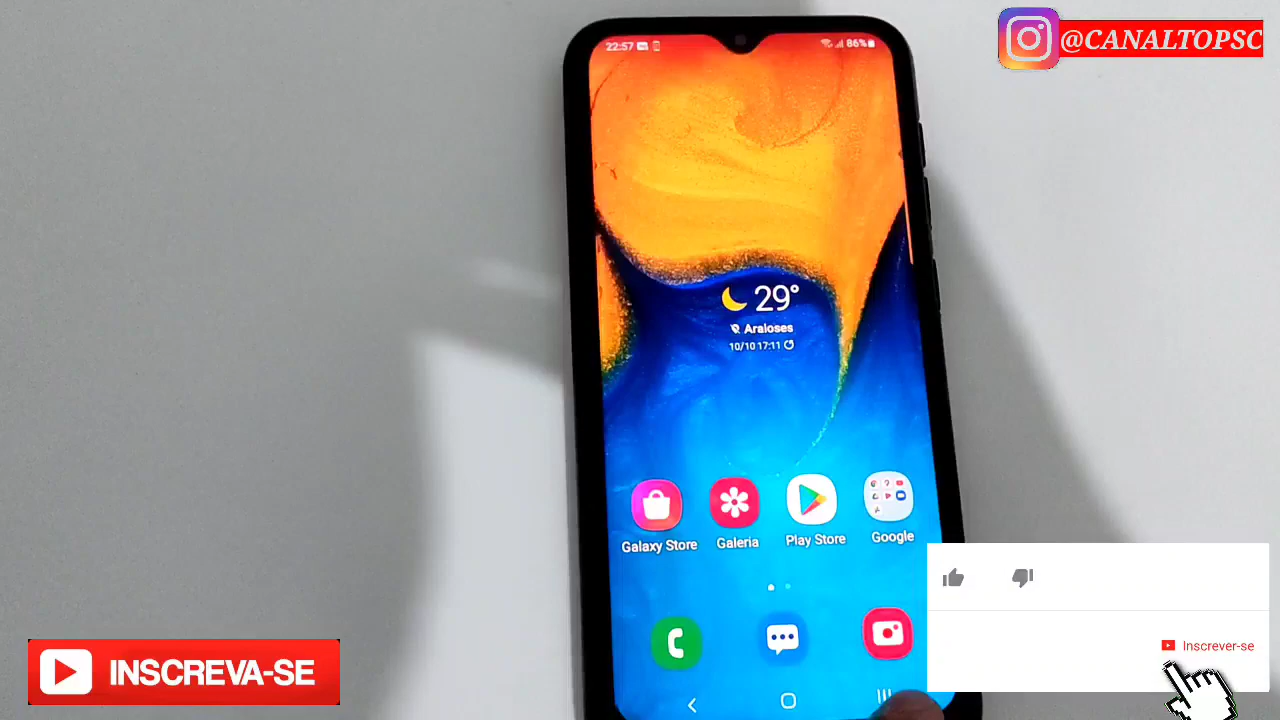 @CANALTOPSC
22:57
86%
29°
Araioses
10/10 17:11
Galaxy Store
Galeria
Play Store
Google
Inscrever-se
INSCREVA-SE